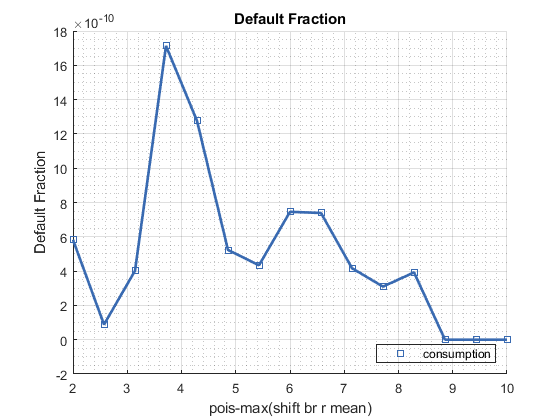 Default Fraction
×10^-10
18
16
14
12
10
8
6
4
2
0
-2
Default Fraction
consumption
2 3 4 5 6 7 8 9 10
pois-max(shift br r mean)